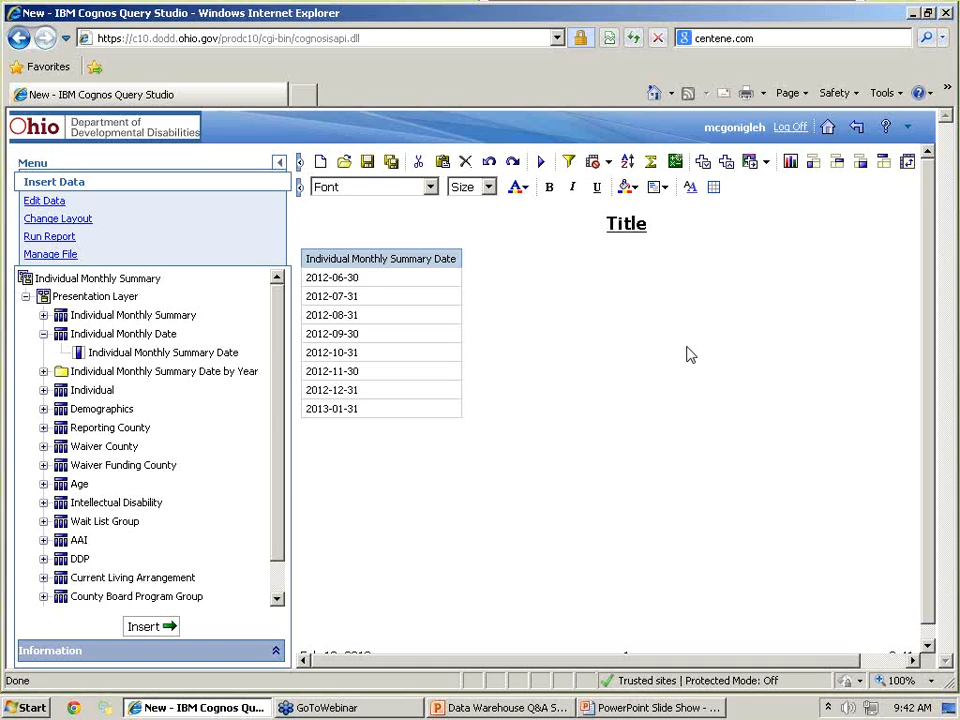 New - IBM Cognos Query Studio - Windows Internet Explorer
https://c10.dodd.ohio.gov/prodc10/cgi-bin/cognosisapi.dll
centene.com
Favorites
New - IBM Cognos Query Studio
Page
Safety
Tools
Ohio
Department of
Developmental Disabilities
mcgonigleh
Log Off
Menu
Insert Data
Edit Data
Change Layout
Run Report
Manage File
Font
Size
Title
Individual Monthly Summary
Presentation Layer
Individual Monthly Summary
Individual Monthly Date
Individual Monthly Summary Date
Individual Monthly Summary Date by Year
Individual
Demographics
Reporting County
Waiver County
Waiver Funding County
Age
Intellectual Disability
Wait List Group
AAI
DDP
Current Living Arrangement
County Board Program Group
Insert
Information
Individual Monthly Summary Date
2012-06-30
2012-07-31
2012-08-31
2012-09-30
2012-10-31
2012-11-30
2012-12-31
2013-01-31
Done
Trusted sites | Protected Mode: Off
100%
Start
New - IBM Cognos Qu...
GoToWebinar
Data Warehouse Q&A S...
PowerPoint Slide Show - ...
9:42 AM